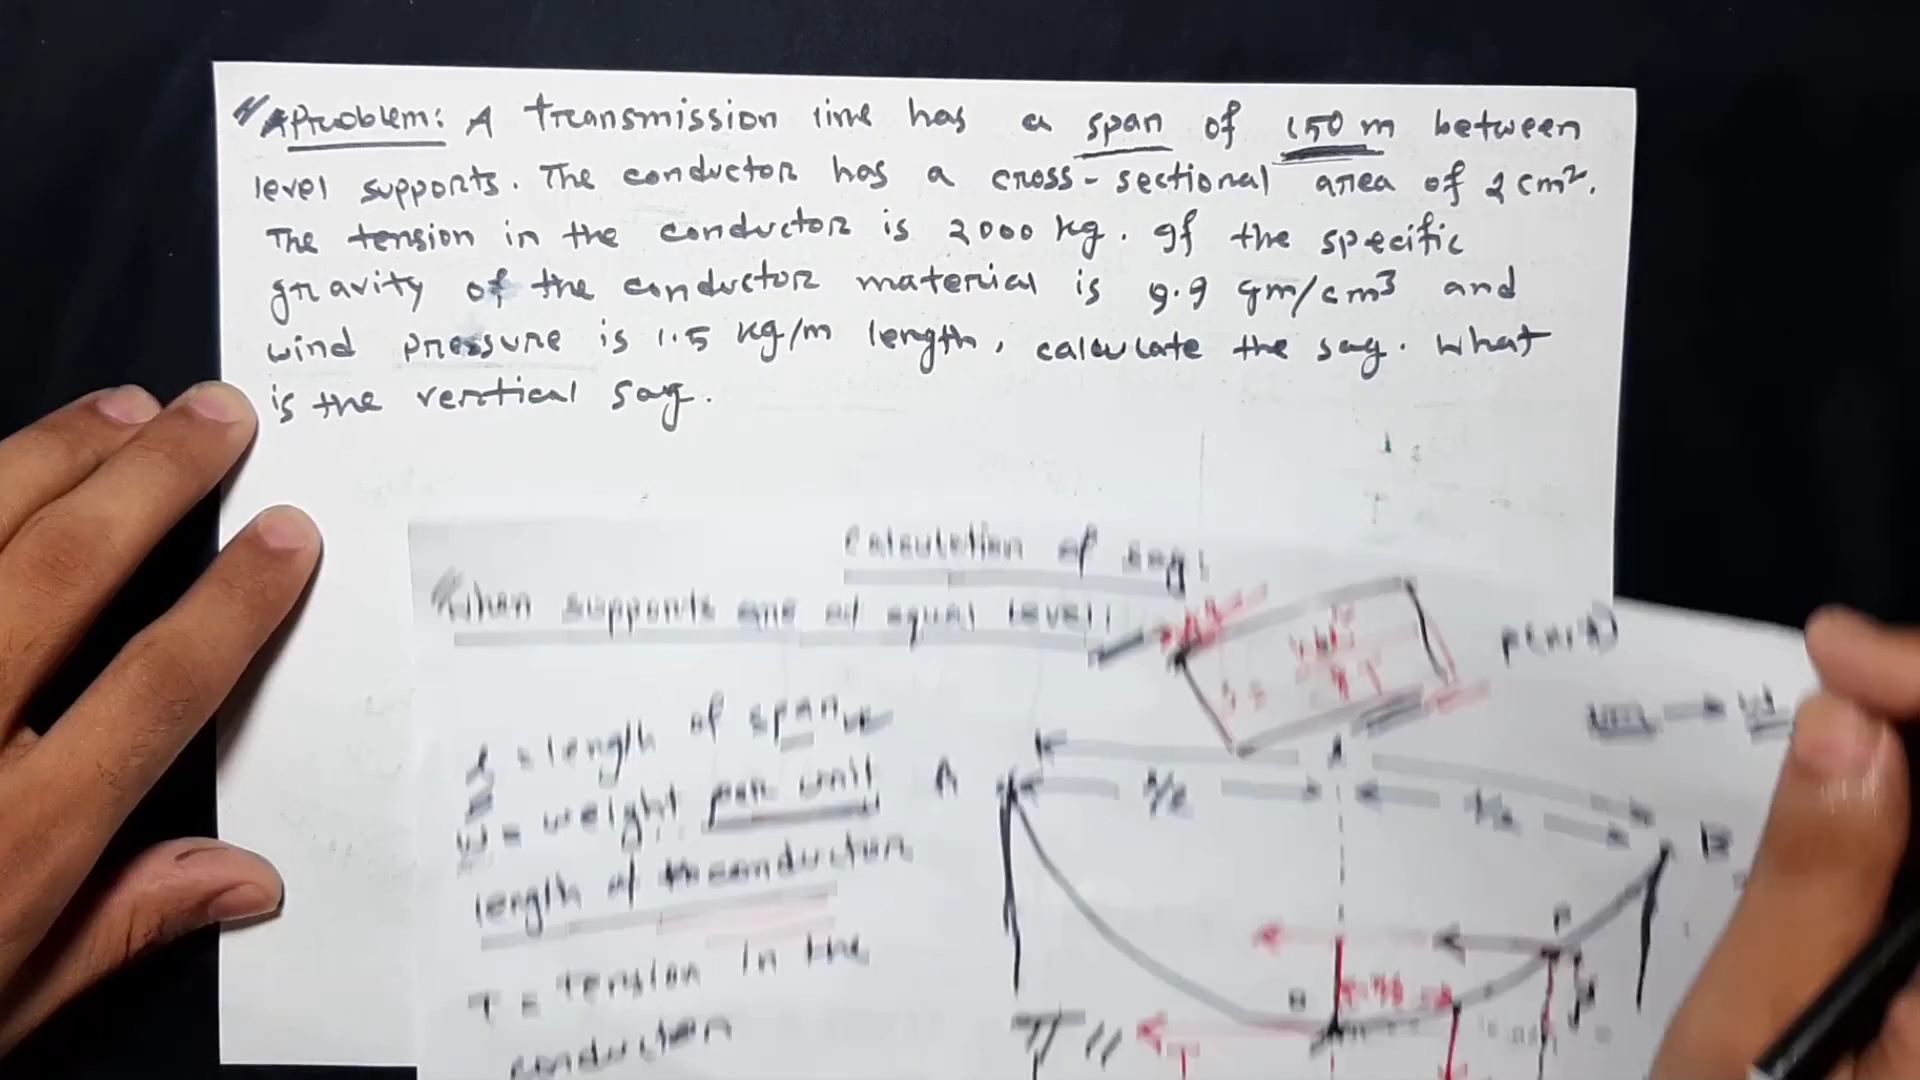 Problem: A transmission line has a span of 150 m between
level supports. The conductor has a cross-sectional area of 2 cm².
The tension in the conductor is 2000 kg. If the specific
gravity of the conductor material is 9.9 gm/cm³ and
wind pressure is 1.5 kg/m length, calculate the sag. What
is the vertical sag.
Calculation of sag:
When supports are at equal level:
l = length of span
w = weight per unit
length of the conductor
T = Tension in the
conductor
A
l
l/2
l/2
B
P